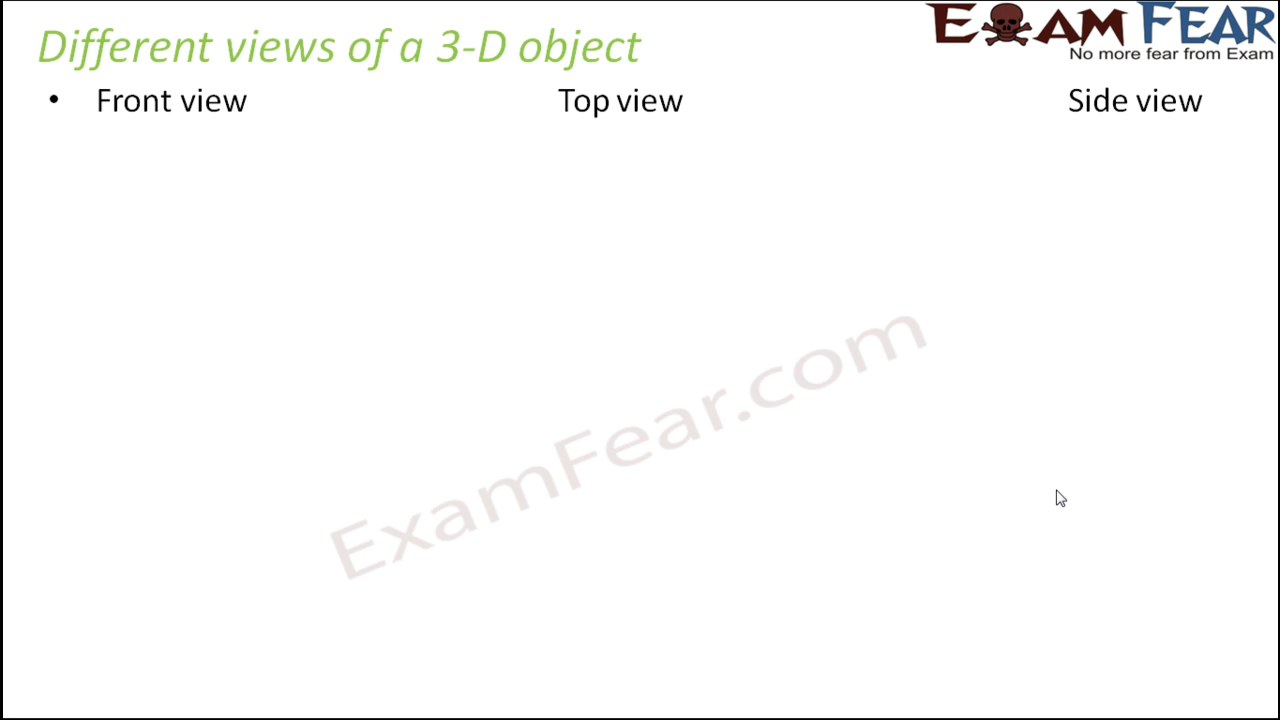 Different views of a 3-D object
EXAM FEAR
No more fear from Exam
• Front view Top view Side view
ExamFear.com